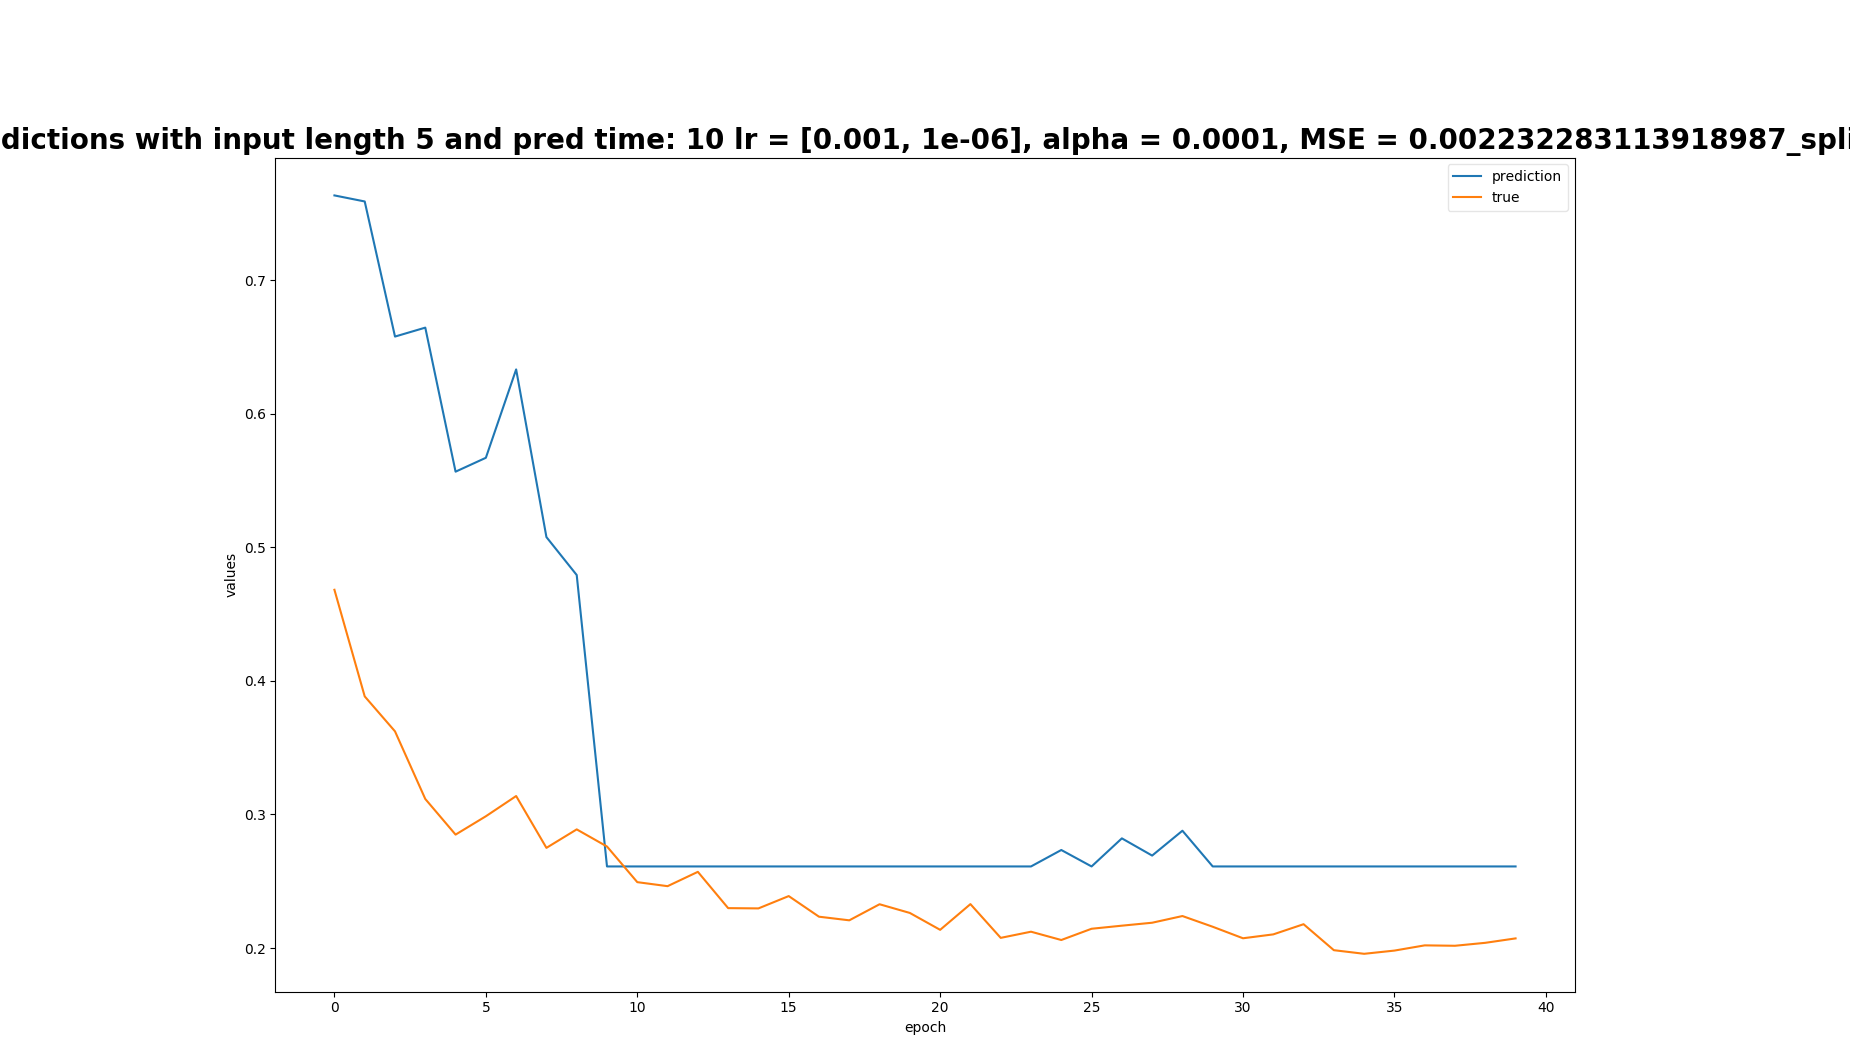 dictions with input length 5 and pred time: 10 lr = [0.001, 1e-06], alpha = 0.0001, MSE = 0.002232283113918987_spli
prediction
true
0.7
0.6
0.5
0.4
0.3
0.2
values
0 5 10 15 20 25 30 35 40
epoch